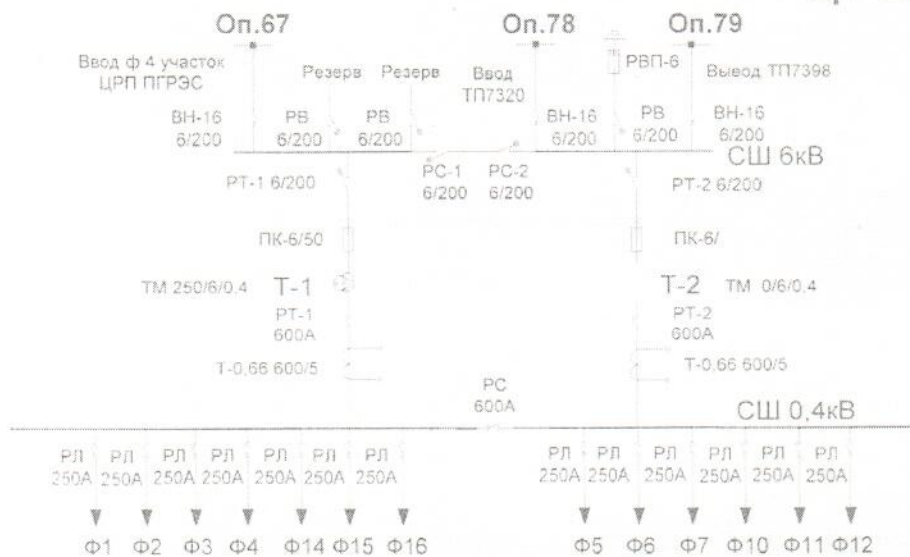 Оп.67
Оп.78
Оп.79
Ввод ф 4 участок
ЦРП ПГРЭС
Резерв
Резерв
Ввод
ТП7320
РВП-6
Вывод ТП7398
ВН-16
6/200
РВ
6/200
РВ
6/200
ВН-16
6/200
РВ
6/200
ВН-16
6/200
СШ 6кВ
РС-1
6/200
РС-2
6/200
РТ-1 6/200
РТ-2 6/200
ПК-6/50
ПК-6/
ТМ 250/6/0.4
Т-1
Т-2
ТМ 0/6/0,4
РТ-1
600А
РТ-2
600А
Т-0,66 600/5
Т-0,66 600/5
РС
600А
СШ 0,4кВ
РЛ
250А
РЛ
250А
РЛ
250А
РЛ
250А
РЛ
250А
РЛ
250А
РЛ
250А
РЛ
250А
РЛ
250А
РЛ
250А
РЛ
250А
РЛ
250А
РЛ
250А
Ф1 Ф2 Ф3 Ф4 Ф14 Ф15 Ф16 Ф5 Ф6 Ф7 Ф10 Ф11 Ф12